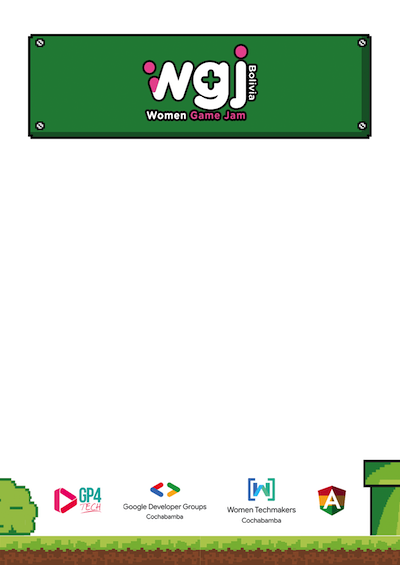 wgj
Bolivia
Women Game Jam
GP4
TECH
Google Developer Groups
Cochabamba
Women Techmakers
Cochabamba
A